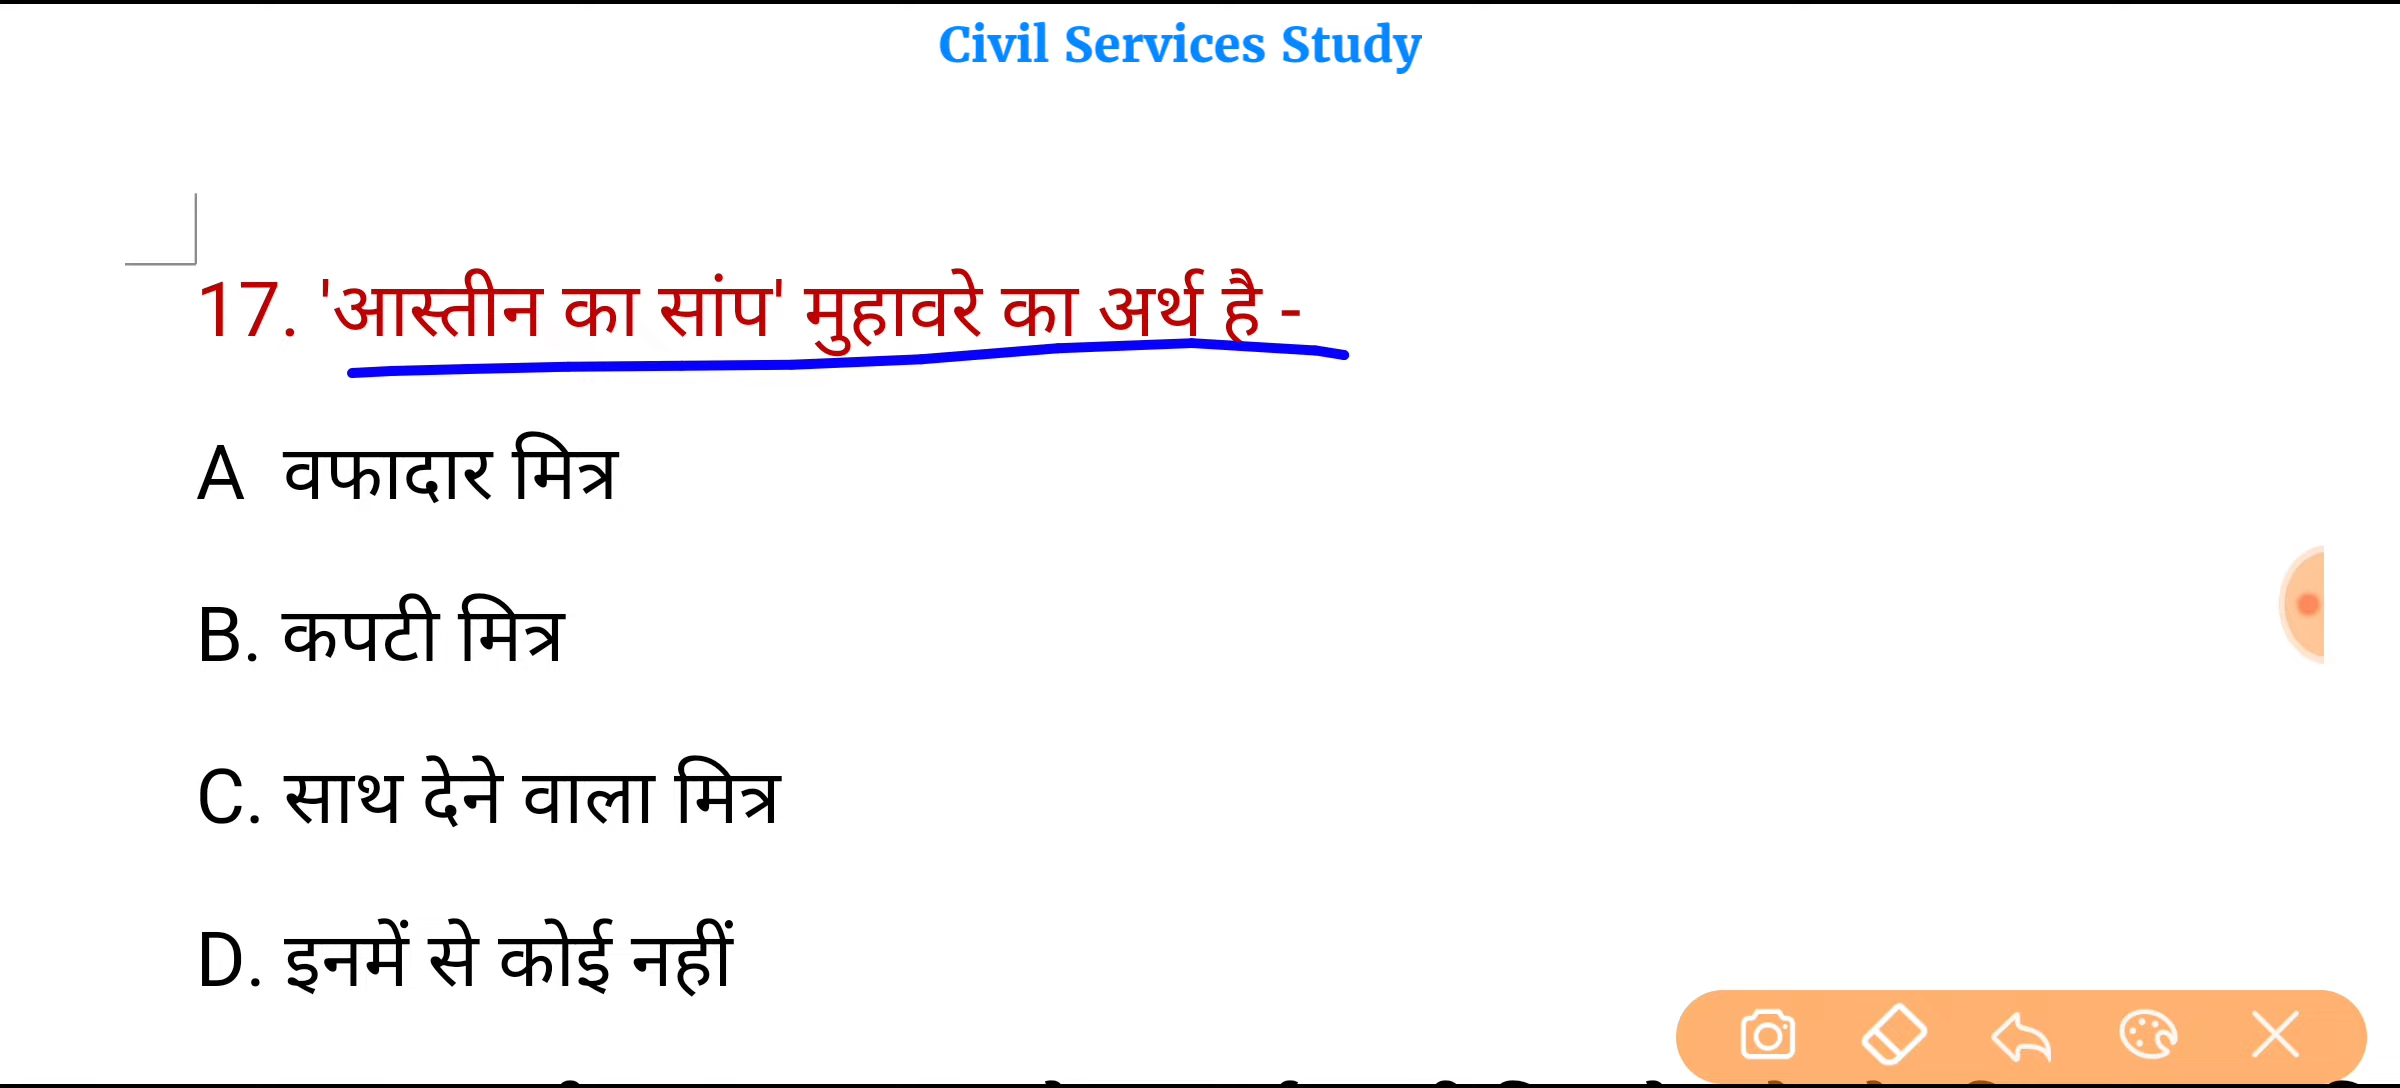 Civil Services Study
17. 'आस्तीन का सांप' मुहावरे का अर्थ है -
A वफादार मित्र
B. कपटी मित्र
C. साथ देने वाला मित्र
D. इनमें से कोई नहीं